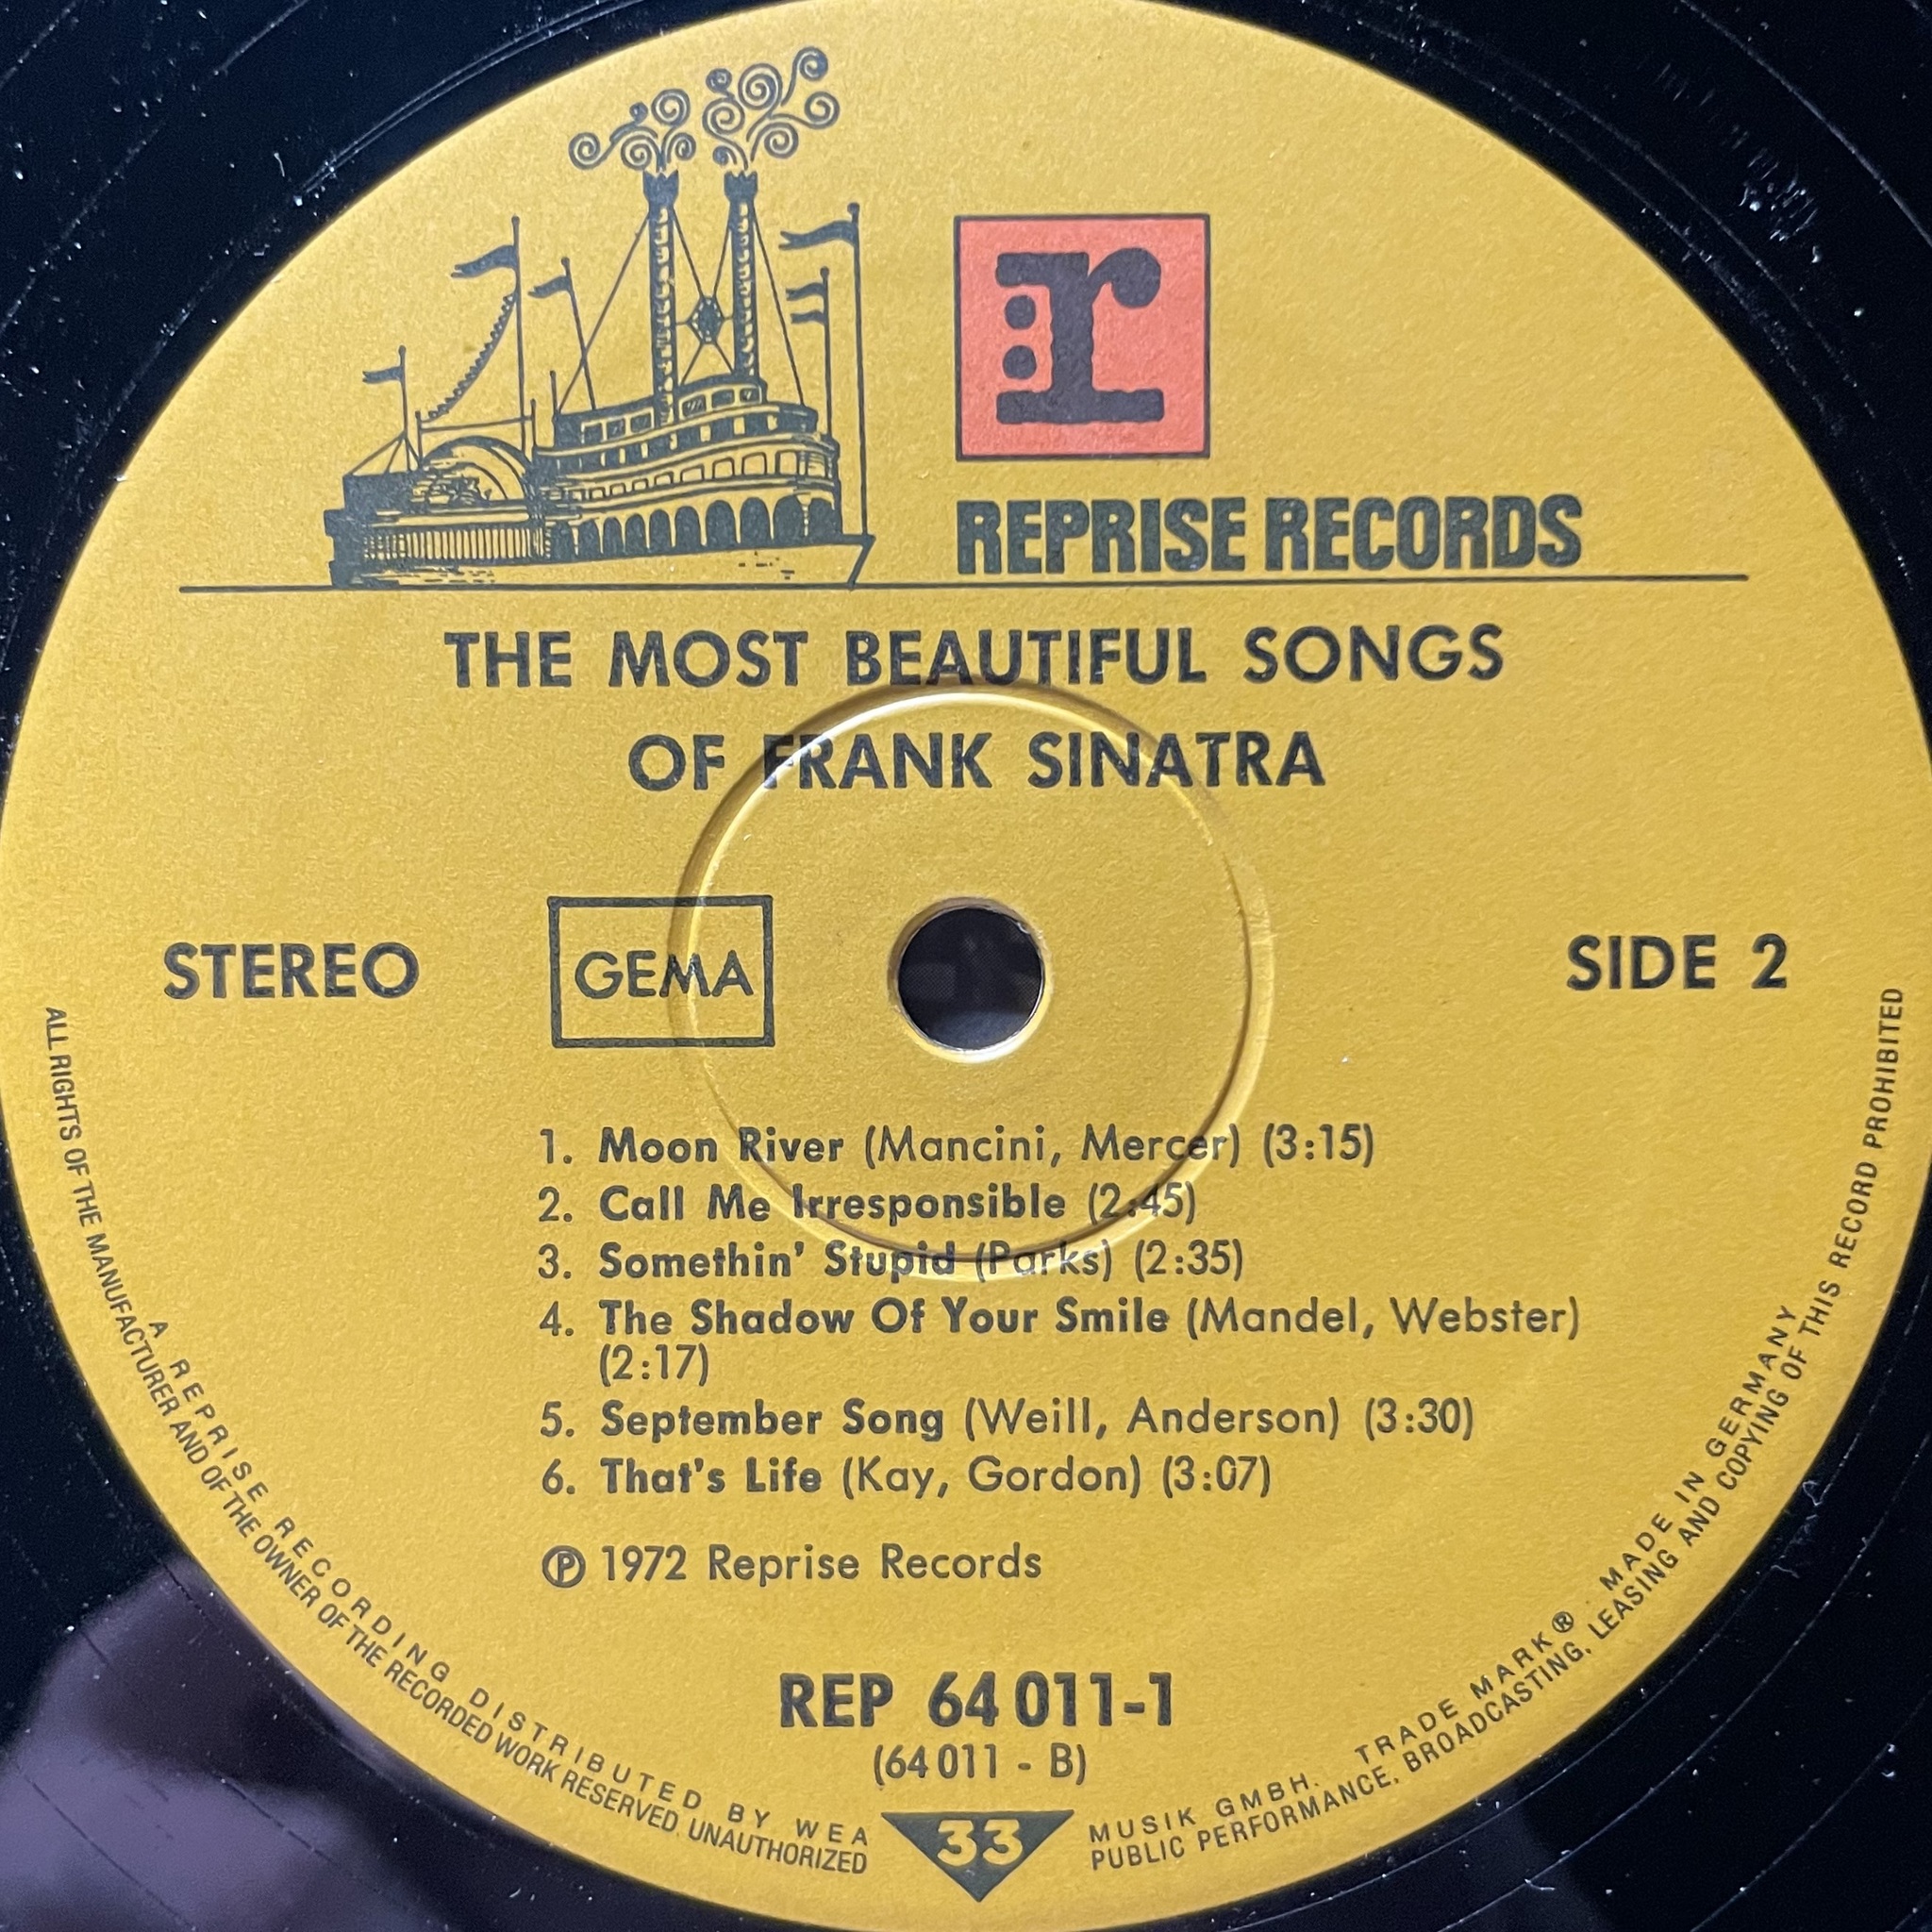 r
REPRISE RECORDS
THE MOST BEAUTIFUL SONGS
OF FRANK SINATRA
STEREO
GEMA
SIDE 2
1. Moon River (Mancini, Mercer) (3:15)
2. Call Me Irresponsible (2:45)
3. Somethin' Stupid (Parks) (2:35)
4. The Shadow Of Your Smile (Mandel, Webster)
(2:17)
5. September Song (Weill, Anderson) (3:30)
6. That's Life (Kay, Gordon) (3:07)
℗ 1972 Reprise Records
REP 64 011-1
(64 011 - B)
33
A REPRISE RECORDING DISTRIBUTED BY WEA MUSIK GMBH. TRADE MARK ® MADE IN GERMANY
ALL RIGHTS OF THE MANUFACTURER AND OF THE OWNER OF THE RECORDED WORK RESERVED. UNAUTHORIZED PUBLIC PERFORMANCE, BROADCASTING, LEASING AND COPYING OF THIS RECORD PROHIBITED